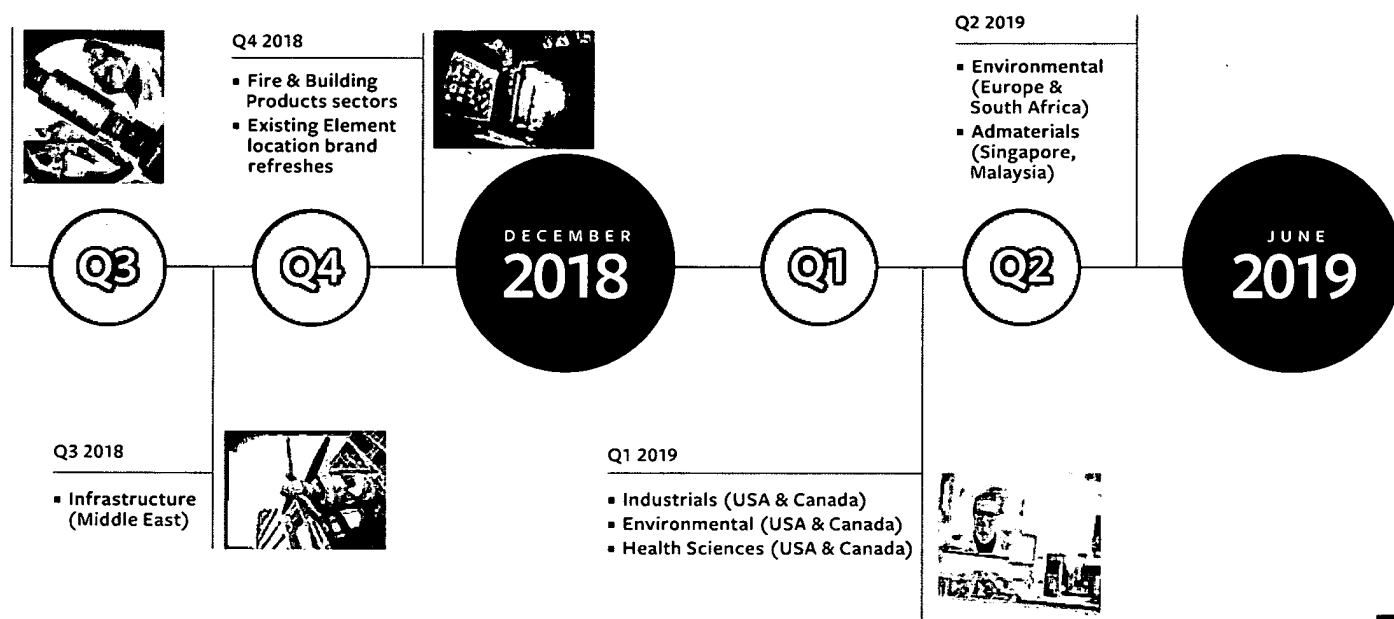 Q4 2018
▪ Fire & Building
Products sectors
▪ Existing Element
location brand
refreshes
Q2 2019
▪ Environmental
(Europe &
South Africa)
▪ Admaterials
(Singapore,
Malaysia)
Q3
Q4
DECEMBER
2018
Q1
Q2
JUNE
2019
Q3 2018
▪ Infrastructure
(Middle East)
Q1 2019
▪ Industrials (USA & Canada)
▪ Environmental (USA & Canada)
▪ Health Sciences (USA & Canada)